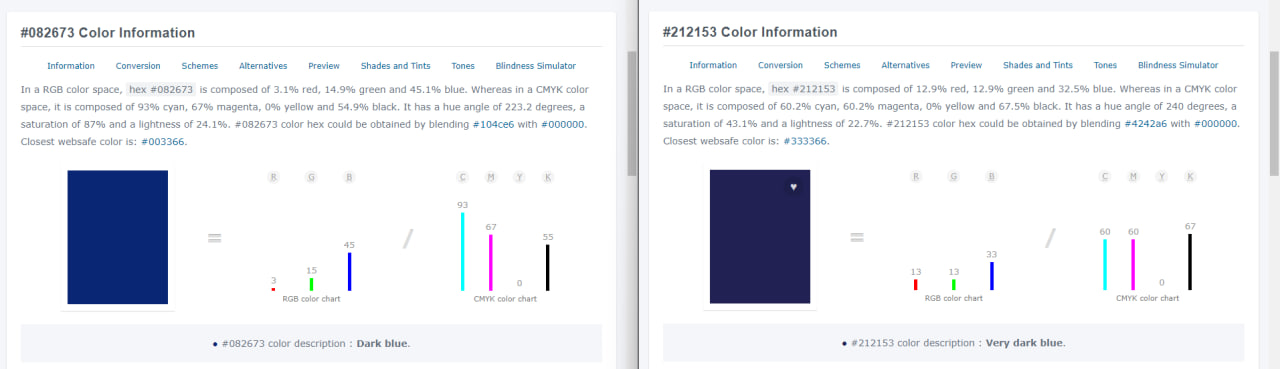 #082673 Color Information
Information Conversion Schemes Alternatives Preview Shades and Tints Tones Blindness Simulator
In a RGB color space, hex #082673 is composed of 3.1% red, 14.9% green and 45.1% blue. Whereas in a CMYK color
space, it is composed of 93% cyan, 67% magenta, 0% yellow and 54.9% black. It has a hue angle of 223.2 degrees, a
saturation of 87% and a lightness of 24.1%. #082673 color hex could be obtained by blending #104ce6 with #000000.
Closest websafe color is: #003366.
R G B
C M Y K
=
3
15
45
RGB color chart
/
93
67
0
55
CMYK color chart
#082673 color description : Dark blue.
#212153 Color Information
Information Conversion Schemes Alternatives Preview Shades and Tints Tones Blindness Simulator
In a RGB color space, hex #212153 is composed of 12.9% red, 12.9% green and 32.5% blue. Whereas in a CMYK color
space, it is composed of 60.2% cyan, 60.2% magenta, 0% yellow and 67.5% black. It has a hue angle of 240 degrees, a
saturation of 43.1% and a lightness of 22.7%. #212153 color hex could be obtained by blending #4242a6 with #000000.
Closest websafe color is: #333366.
R G B
C M Y K
=
13
13
33
RGB color chart
/
60
60
0
67
CMYK color chart
#212153 color description : Very dark blue.